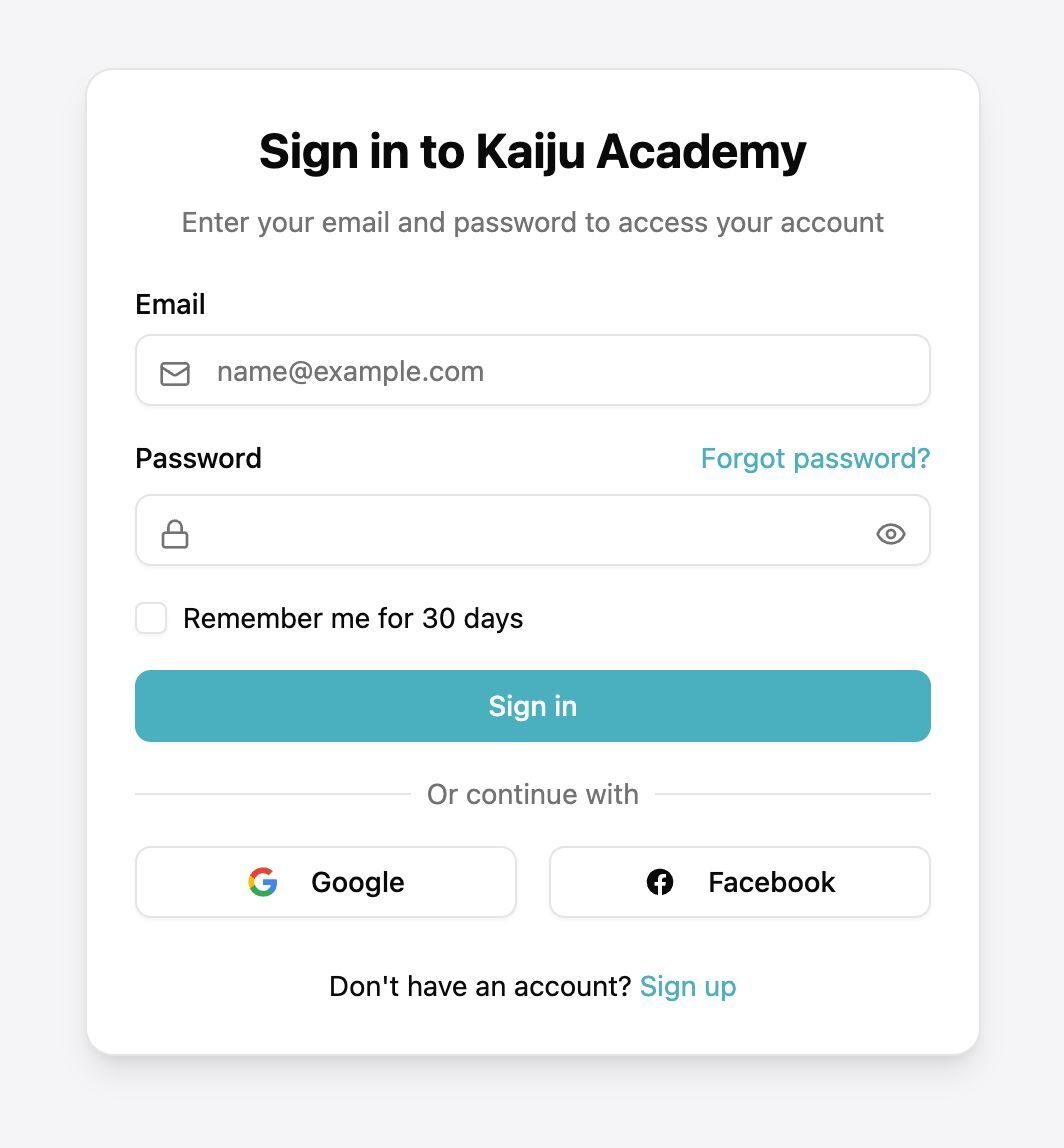 Sign in to Kaiju Academy
Enter your email and password to access your account
Email
name@example.com
Password
Forgot password?
Remember me for 30 days
Sign in
Or continue with
Google
Facebook
Don't have an account? Sign up